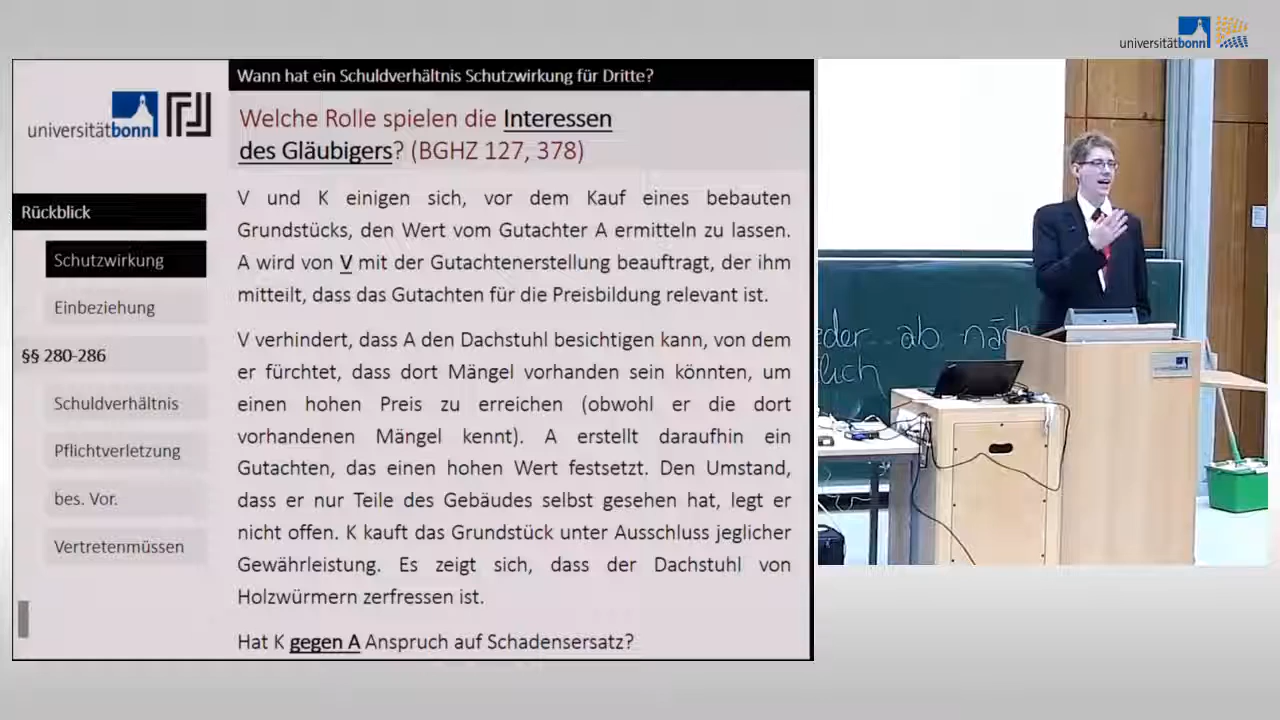 universitätbonn
Wann hat ein Schuldverhältnis Schutzwirkung für Dritte?
universitätbonn
Welche Rolle spielen die Interessen
des Gläubigers? (BGHZ 127, 378)
Rückblick
Schutzwirkung
Einbeziehung
§§ 280-286
Schuldverhältnis
Pflichtverletzung
bes. Vor.
Vertretenmüssen
V und K einigen sich, vor dem Kauf eines bebauten
Grundstücks, den Wert vom Gutachter A ermitteln zu lassen.
A wird von V mit der Gutachtenerstellung beauftragt, der ihm
mitteilt, dass das Gutachten für die Preisbildung relevant ist.
V verhindert, dass A den Dachstuhl besichtigen kann, von dem
er fürchtet, dass dort Mängel vorhanden sein könnten, um
einen hohen Preis zu erreichen (obwohl er die dort
vorhandenen Mängel kennt). A erstellt daraufhin ein
Gutachten, das einen hohen Wert festsetzt. Den Umstand,
dass er nur Teile des Gebäudes selbst gesehen hat, legt er
nicht offen. K kauft das Grundstück unter Ausschluss jeglicher
Gewährleistung. Es zeigt sich, dass der Dachstuhl von
Holzwürmern zerfressen ist.
Hat K gegen A Anspruch auf Schadensersatz?
eder ab näch
lich